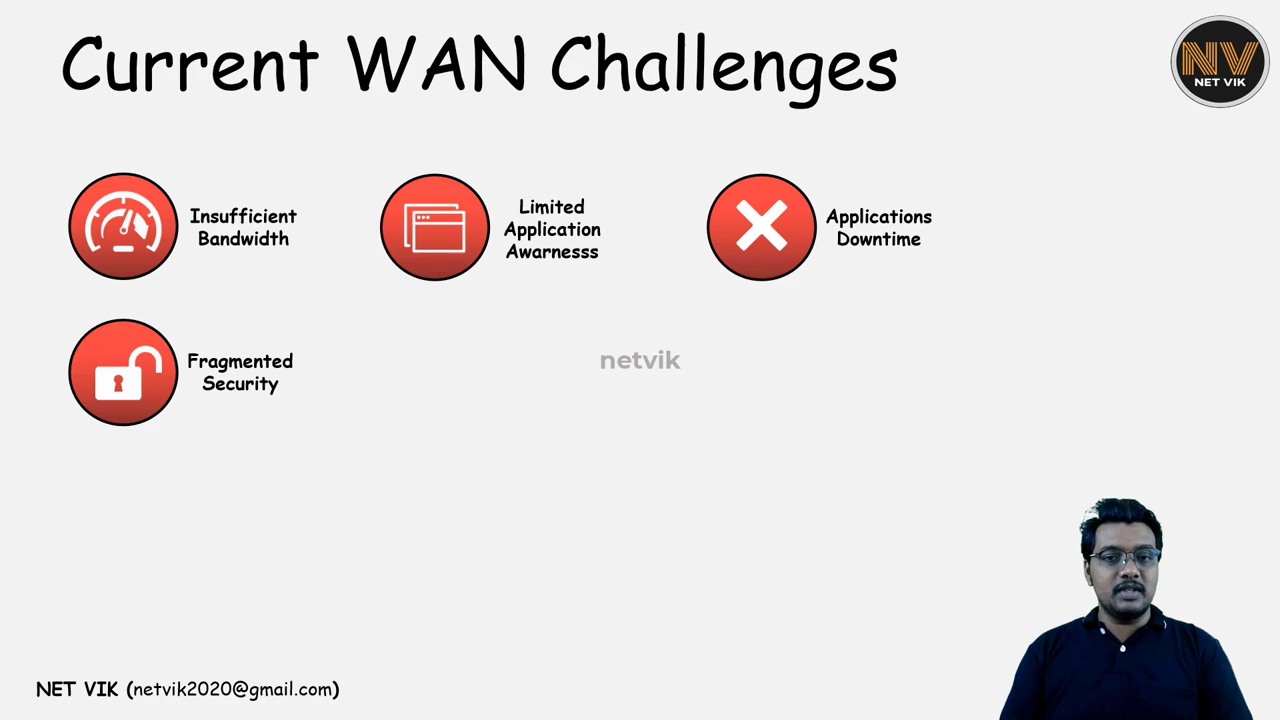 Current WAN Challenges
NV
NET VIK
Insufficient
Bandwidth
Limited
Application
Awarnesss
Applications
Downtime
Fragmented
Security
netvik
NET VIK (netvik2020@gmail.com)